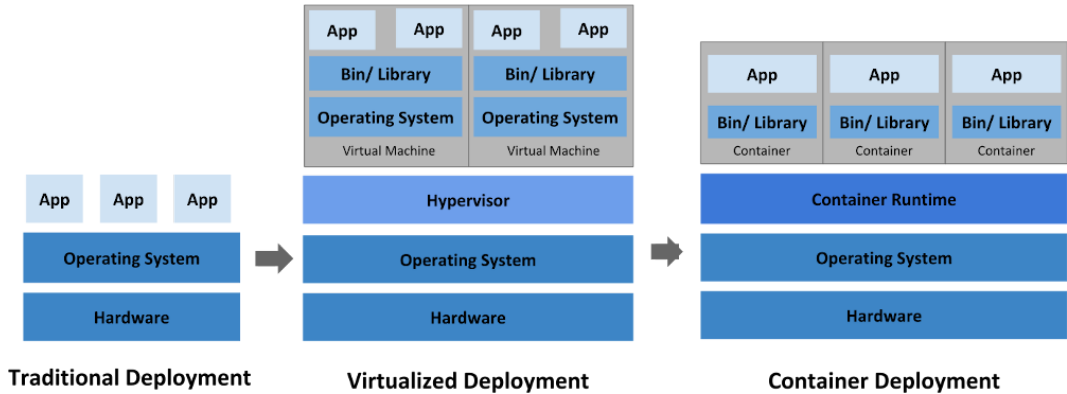 App App App
Operating System
Hardware
Traditional Deployment
App App App App
Bin/ Library Bin/ Library
Operating System Operating System
Virtual Machine Virtual Machine
Hypervisor
Operating System
Hardware
Virtualized Deployment
App App App
Bin/ Library Bin/ Library Bin/ Library
Container Container Container
Container Runtime
Operating System
Hardware
Container Deployment